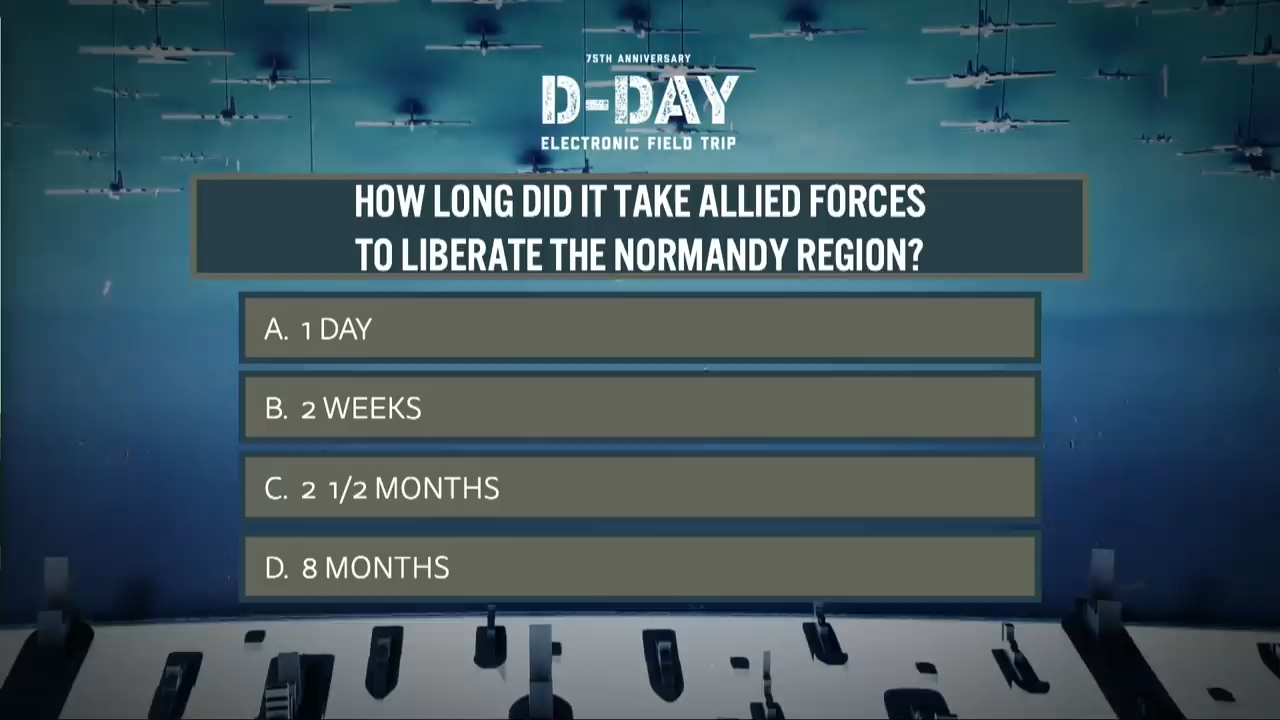 75TH ANNIVERSARY
D-DAY
ELECTRONIC FIELD TRIP
HOW LONG DID IT TAKE ALLIED FORCES
TO LIBERATE THE NORMANDY REGION?
A. 1 DAY
B. 2 WEEKS
C. 2 1/2 MONTHS
D. 8 MONTHS